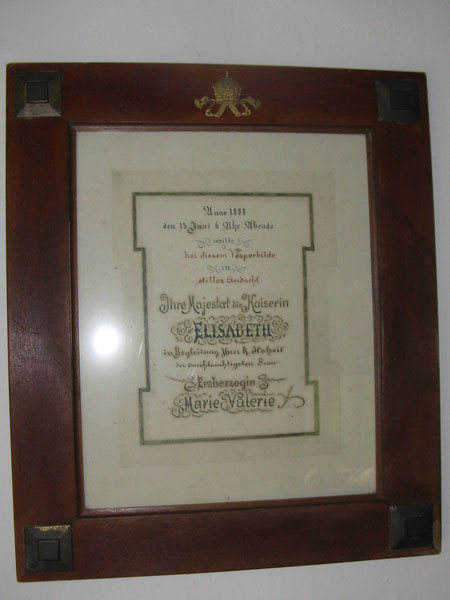 Anno 1888
den 15 Juni 6 Uhr Abends
weilte
bei diesem Vesperbilde
in
stiller Andacht
Ihre Majestat die Kaiserin
ELISABETH
in Begleitung Ihrer k Hoheit
der durchlauchtigsten Frau
Erzherzogin
Marie Valerie